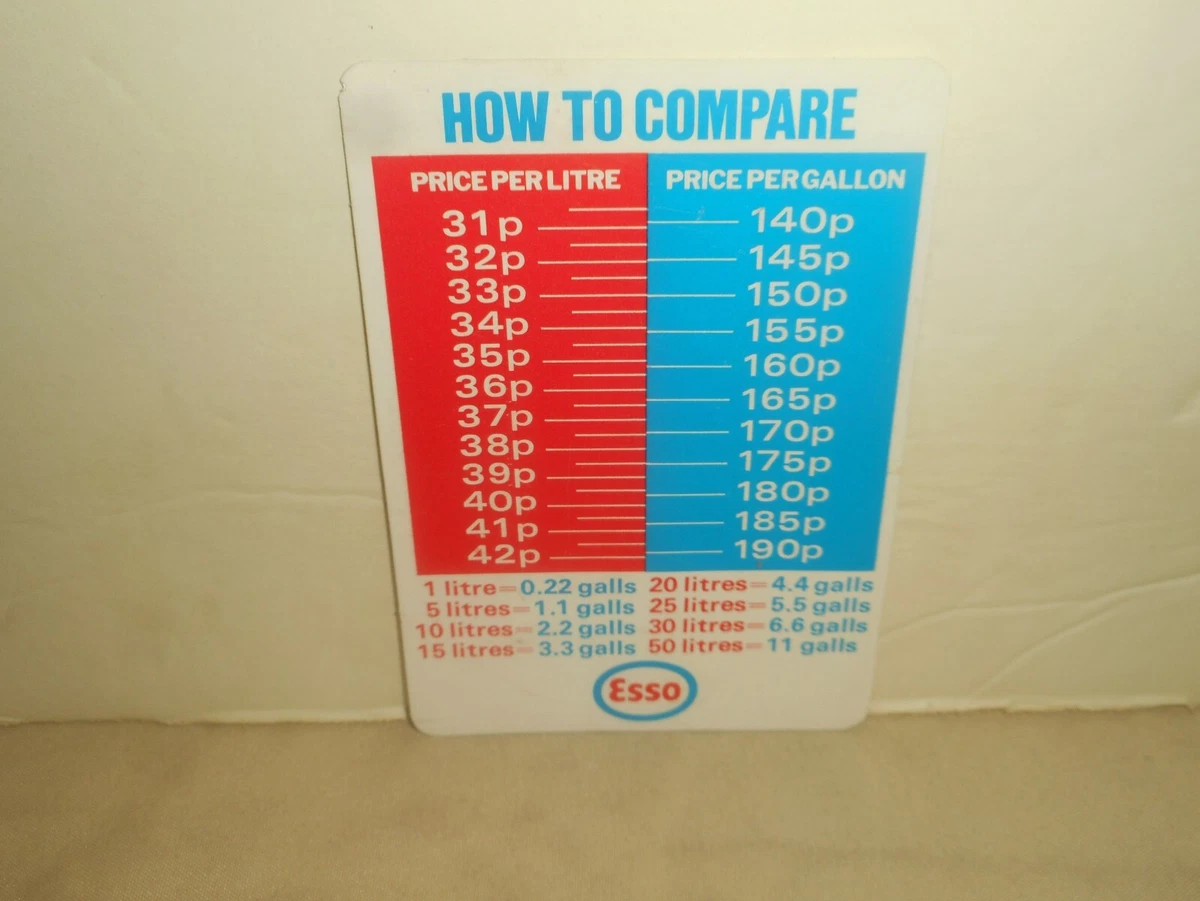 HOW TO COMPARE
PRICE PER LITRE PRICE PER GALLON
31p 140p
32p 145p
33p 150p
34p 155p
35p 160p
36p 165p
37p 170p
38p 175p
39p 180p
40p 185p
41p 190p
42p
1 litre=0.22 galls 20 litres=4.4 galls
5 litres=1.1 galls 25 litres=5.5 galls
10 litres=2.2 galls 30 litres=6.6 galls
15 litres=3.3 galls 50 litres=11 galls
Esso